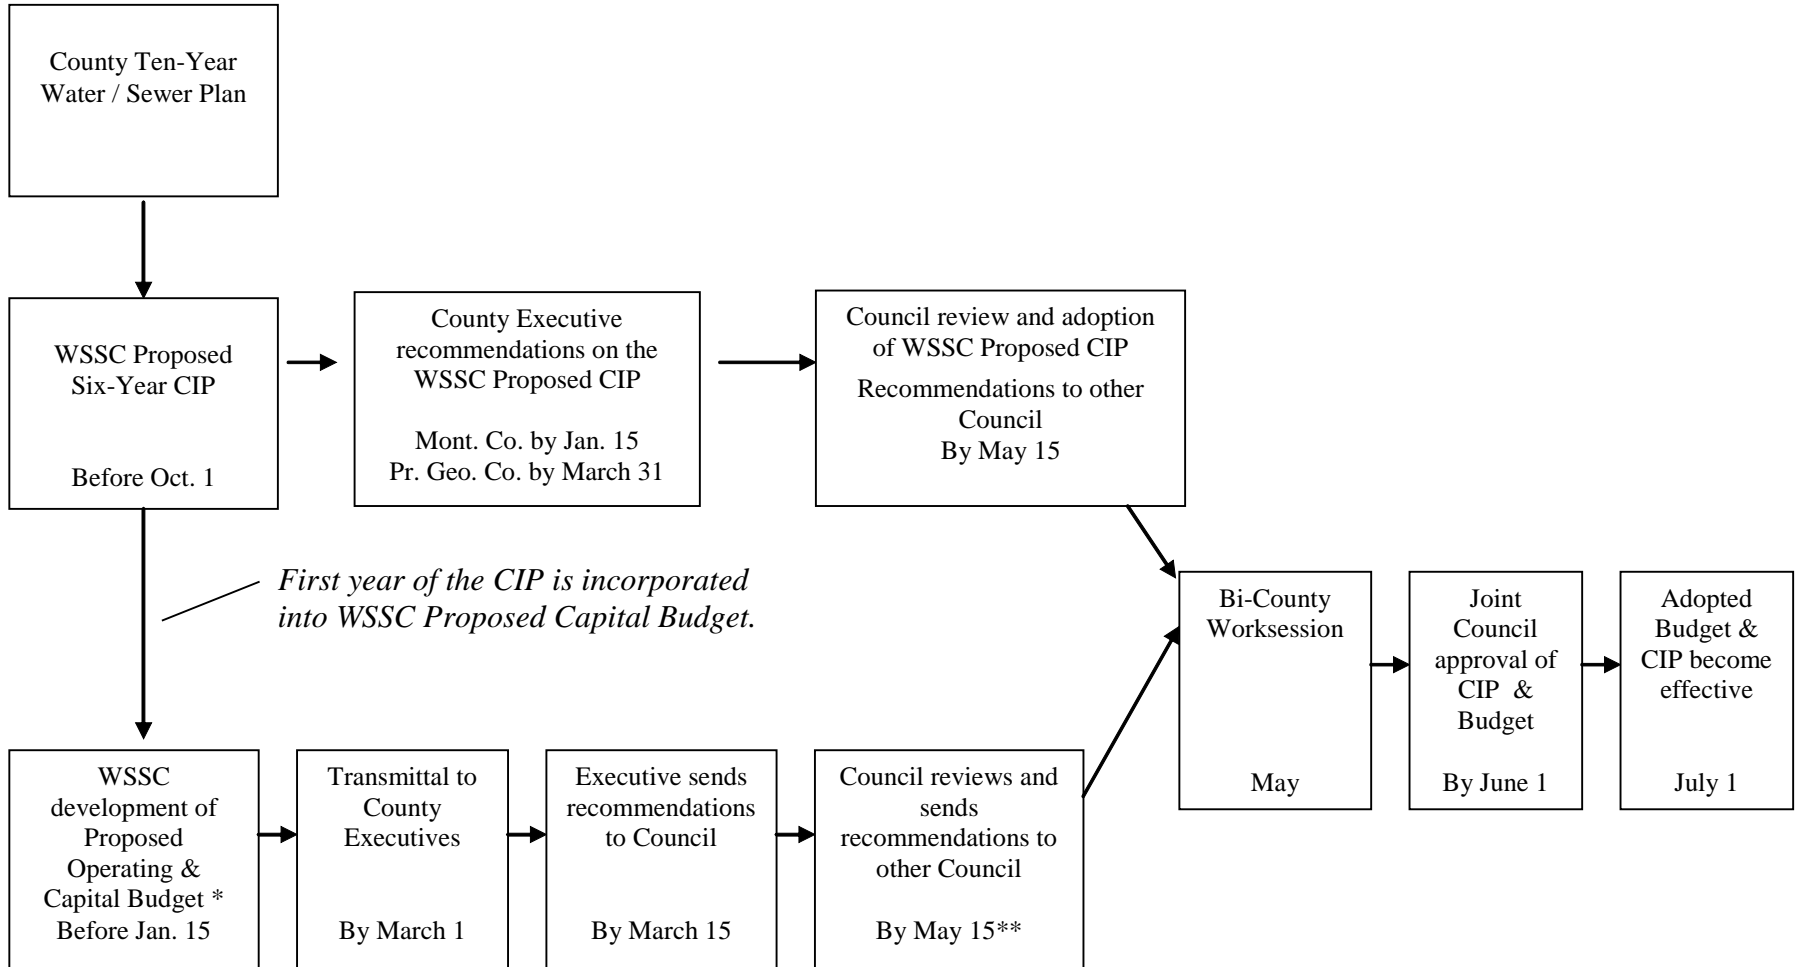 County Ten-Year
Water / Sewer Plan
WSSC Proposed
Six-Year CIP
Before Oct. 1
County Executive
recommendations on the
WSSC Proposed CIP
Mont. Co. by Jan. 15
Pr. Geo. Co. by March 31
Council review and adoption
of WSSC Proposed CIP
Recommendations to other
Council
By May 15
First year of the CIP is incorporated
into WSSC Proposed Capital Budget.
WSSC
development of
Proposed
Operating &
Capital Budget *
Before Jan. 15
Transmittal to
County
Executives
By March 1
Executive sends
recommendations
to Council
By March 15
Council reviews and
sends
recommendations to
other Council
By May 15**
Bi-County
Worksession
May
Joint
Council
approval of
CIP &
Budget
By June 1
Adopted
Budget &
CIP become
effective
July 1